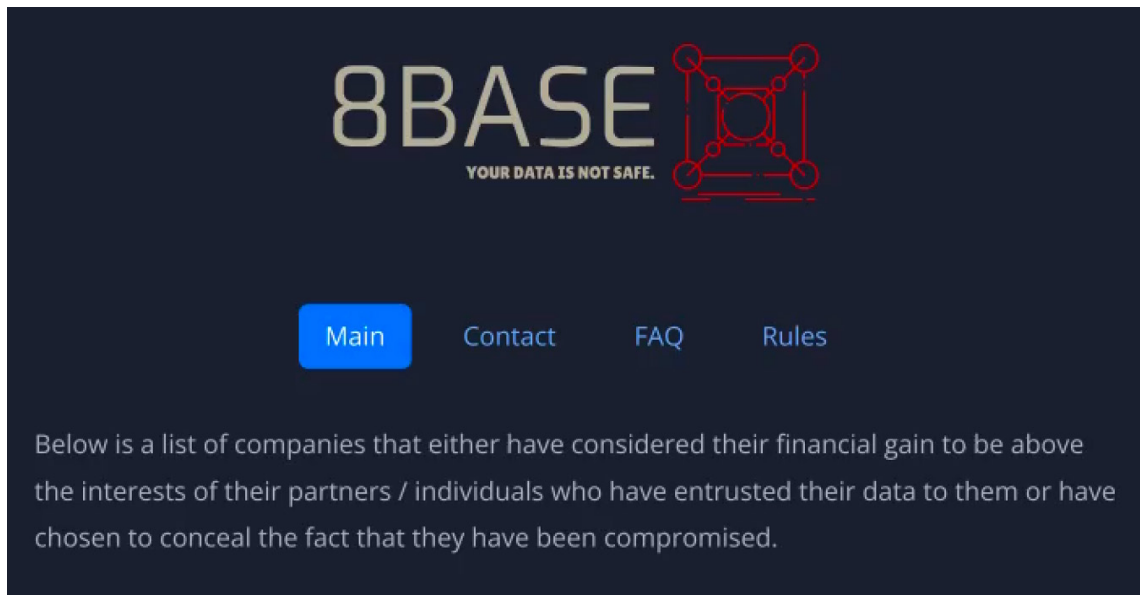 8BASE
YOUR DATA IS NOT SAFE.
Main Contact FAQ Rules
Below is a list of companies that either have considered their financial gain to be above
the interests of their partners / individuals who have entrusted their data to them or have
chosen to conceal the fact that they have been compromised.